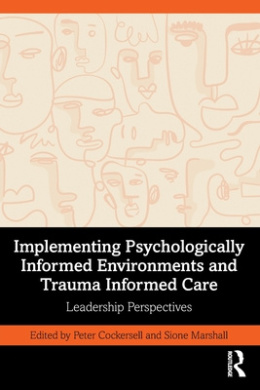 Implementing Psychologically
Informed Environments and
Trauma Informed Care
Leadership Perspectives
Edited by Peter Cockersell and Sione Marshall
ROUTLEDGE